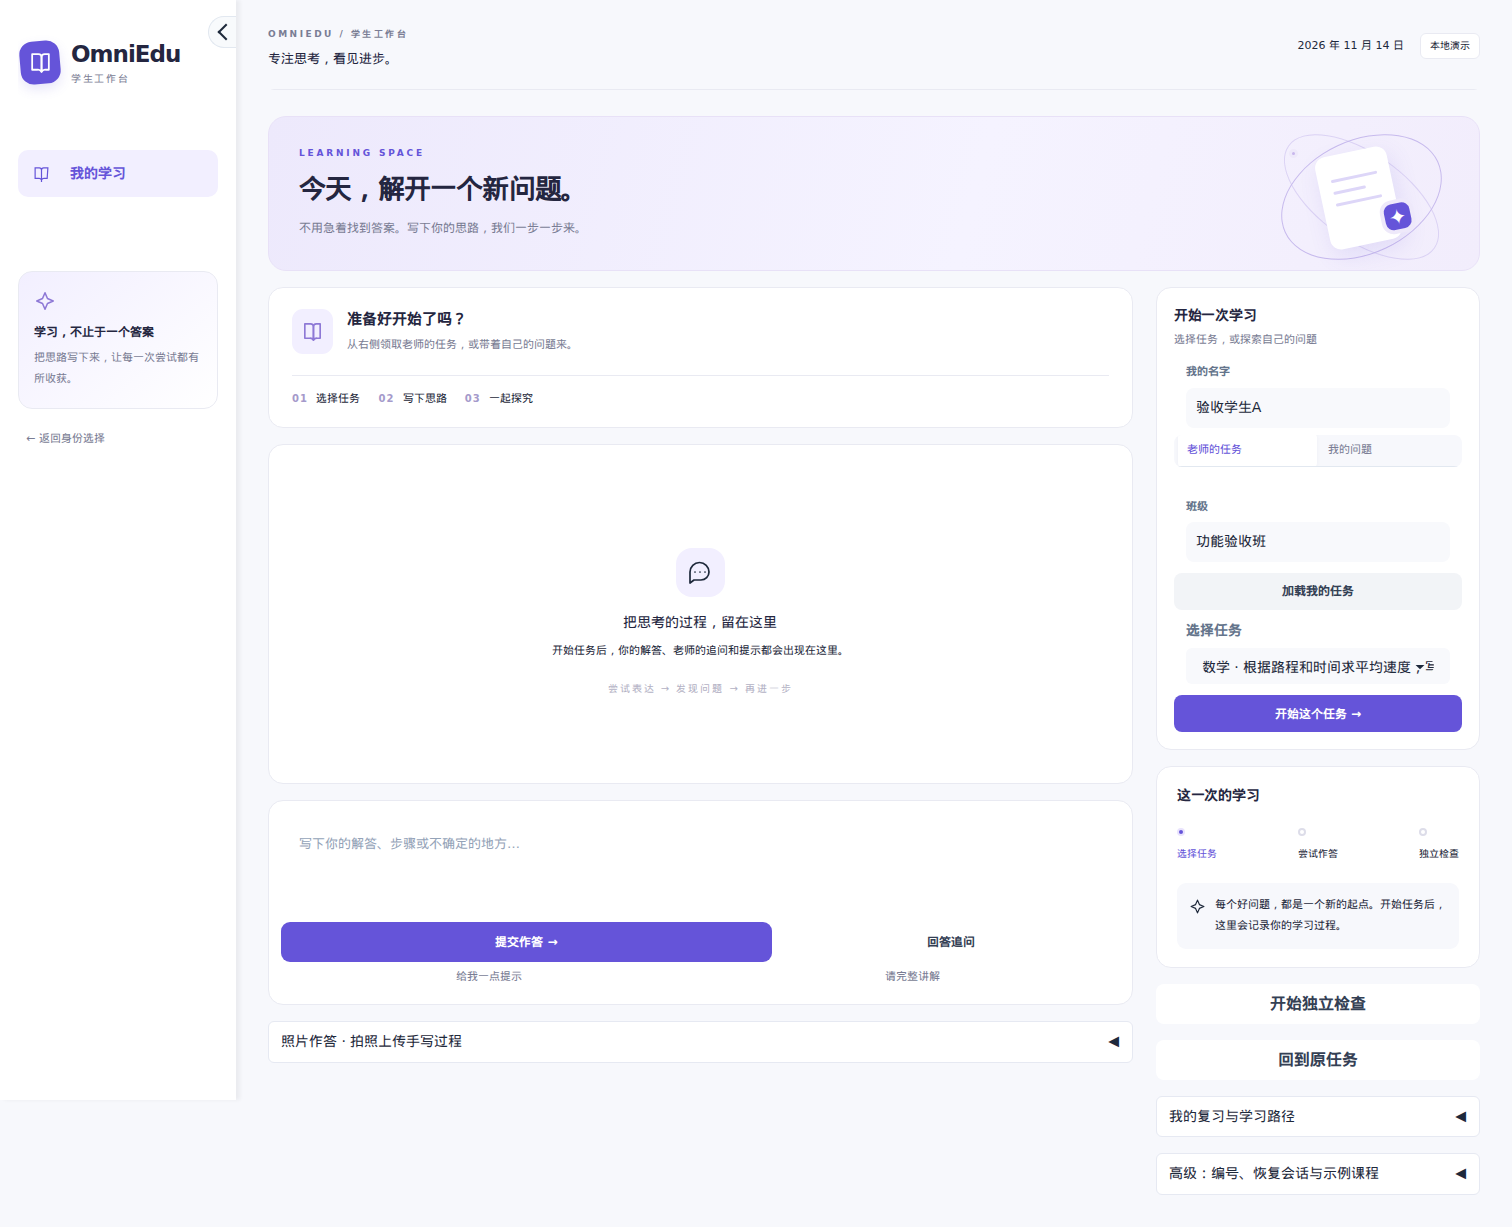 OmniEdu
学生工作台
我的学习
学习，不止于一个答案
把思路写下来，让每一次尝试都有
所收获。
← 返回身份选择
OMNIEDU / 学生工作台
专注思考，看见进步。
2026 年 11 月 14 日
本地演示
LEARNING SPACE
今天，解开一个新问题。
不用急着找到答案。写下你的思路，我们一步一步来。
准备好开始了吗？
从右侧领取老师的任务，或带着自己的问题来。
01 选择任务 02 写下思路 03 一起探究
把思考的过程，留在这里
开始任务后，你的解答、老师的追问和提示都会出现在这里。
尝试表达 → 发现问题 → 再进一步
写下你的解答、步骤或不确定的地方...
提交作答 →
回答追问
给我一点提示
请完整讲解
照片作答 · 拍照上传手写过程
开始一次学习
选择任务，或探索自己的问题
我的名字
验收学生A
老师的任务
我的问题
班级
功能验收班
加载我的任务
选择任务
数学 · 根据路程和时间求平均速度
开始这个任务 →
这一次的学习
选择任务
尝试作答
独立检查
每个好问题，都是一个新的起点。开始任务后，
这里会记录你的学习过程。
开始独立检查
回到原任务
我的复习与学习路径
高级：编号、恢复会话与示例课程